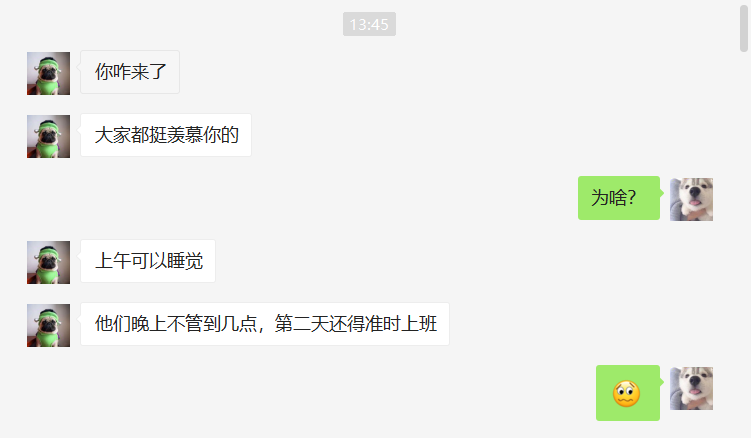 13:45
你咋来了
大家都挺羡慕你的
为啥？
上午可以睡觉
他们晚上不管到几点，第二天还得准时上班